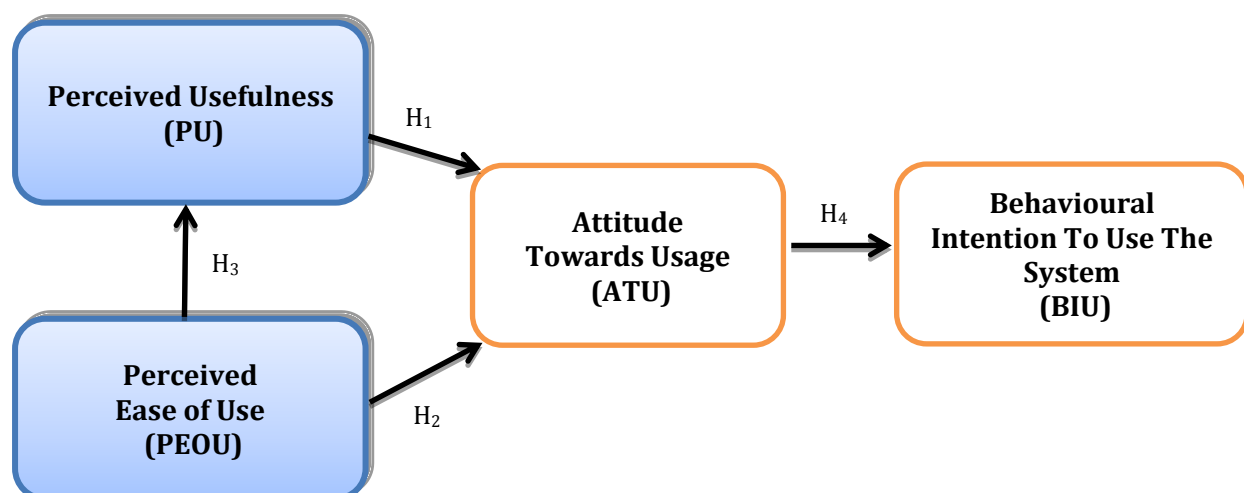 Perceived Usefulness
(PU)
H₁
Attitude
Towards Usage
(ATU)
H₄
Behavioural
Intention To Use The
System
(BIU)
H₃
Perceived
Ease of Use
(PEOU)
H₂